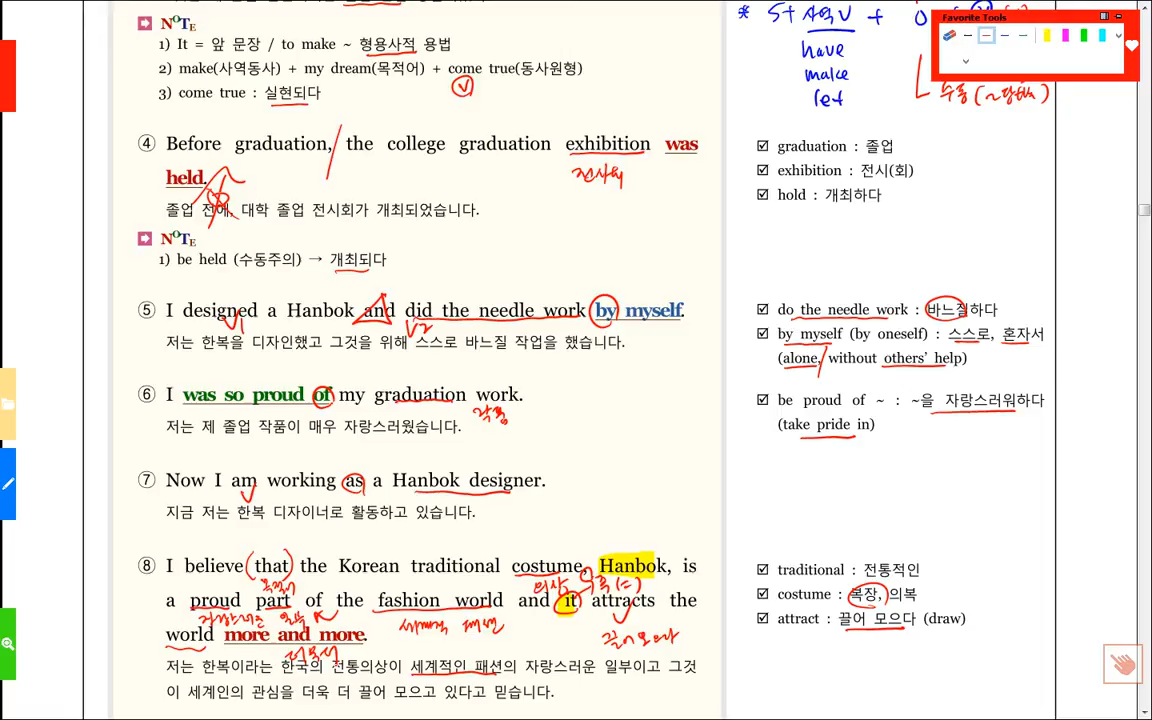 NOTE
1) It = 앞 문장 / to make ~ 형용사적 용법
2) make(사역동사) + my dream(목적어) + come true(동사원형)
V
3) come true : 실현되다
* S+ 사역V + O
have
make
let
수동(
Favorite Tools
④ Before graduation, the college graduation exhibition was
held.
전시회
졸업 전에, 대학 졸업 전시회가 개최되었습니다.
NOTE
1) be held (수동주의) → 개최되다
☑ graduation : 졸업
☑ exhibition : 전시(회)
☑ hold : 개최하다
⑤ I designed a Hanbok and did the needle work by myself.
V1
V2
저는 한복을 디자인했고 그것을 위해 스스로 바느질 작업을 했습니다.
☑ do the needle work : 바느질하다
☑ by myself (by oneself) : 스스로, 혼자서
(alone, without others' help)
⑥ I was so proud of my graduation work.
작품
저는 제 졸업 작품이 매우 자랑스러웠습니다.
☑ be proud of ~ : ~을 자랑스러워하다
(take pride in)
⑦ Now I am working as a Hanbok designer.
지금 저는 한복 디자이너로 활동하고 있습니다.
⑧ I believe (that) the Korean traditional costume, Hanbok, is
의상
a proud part of the fashion world and it attracts the
일부
끌어모으다
world more and more.
더욱더
저는 한복이라는 한국의 전통의상이 세계적인 패션의 자랑스러운 일부이고 그것
이 세계인의 관심을 더욱 더 끌어 모으고 있다고 믿습니다.
☑ traditional : 전통적인
☑ costume : 복장, 의복
☑ attract : 끌어 모으다 (draw)